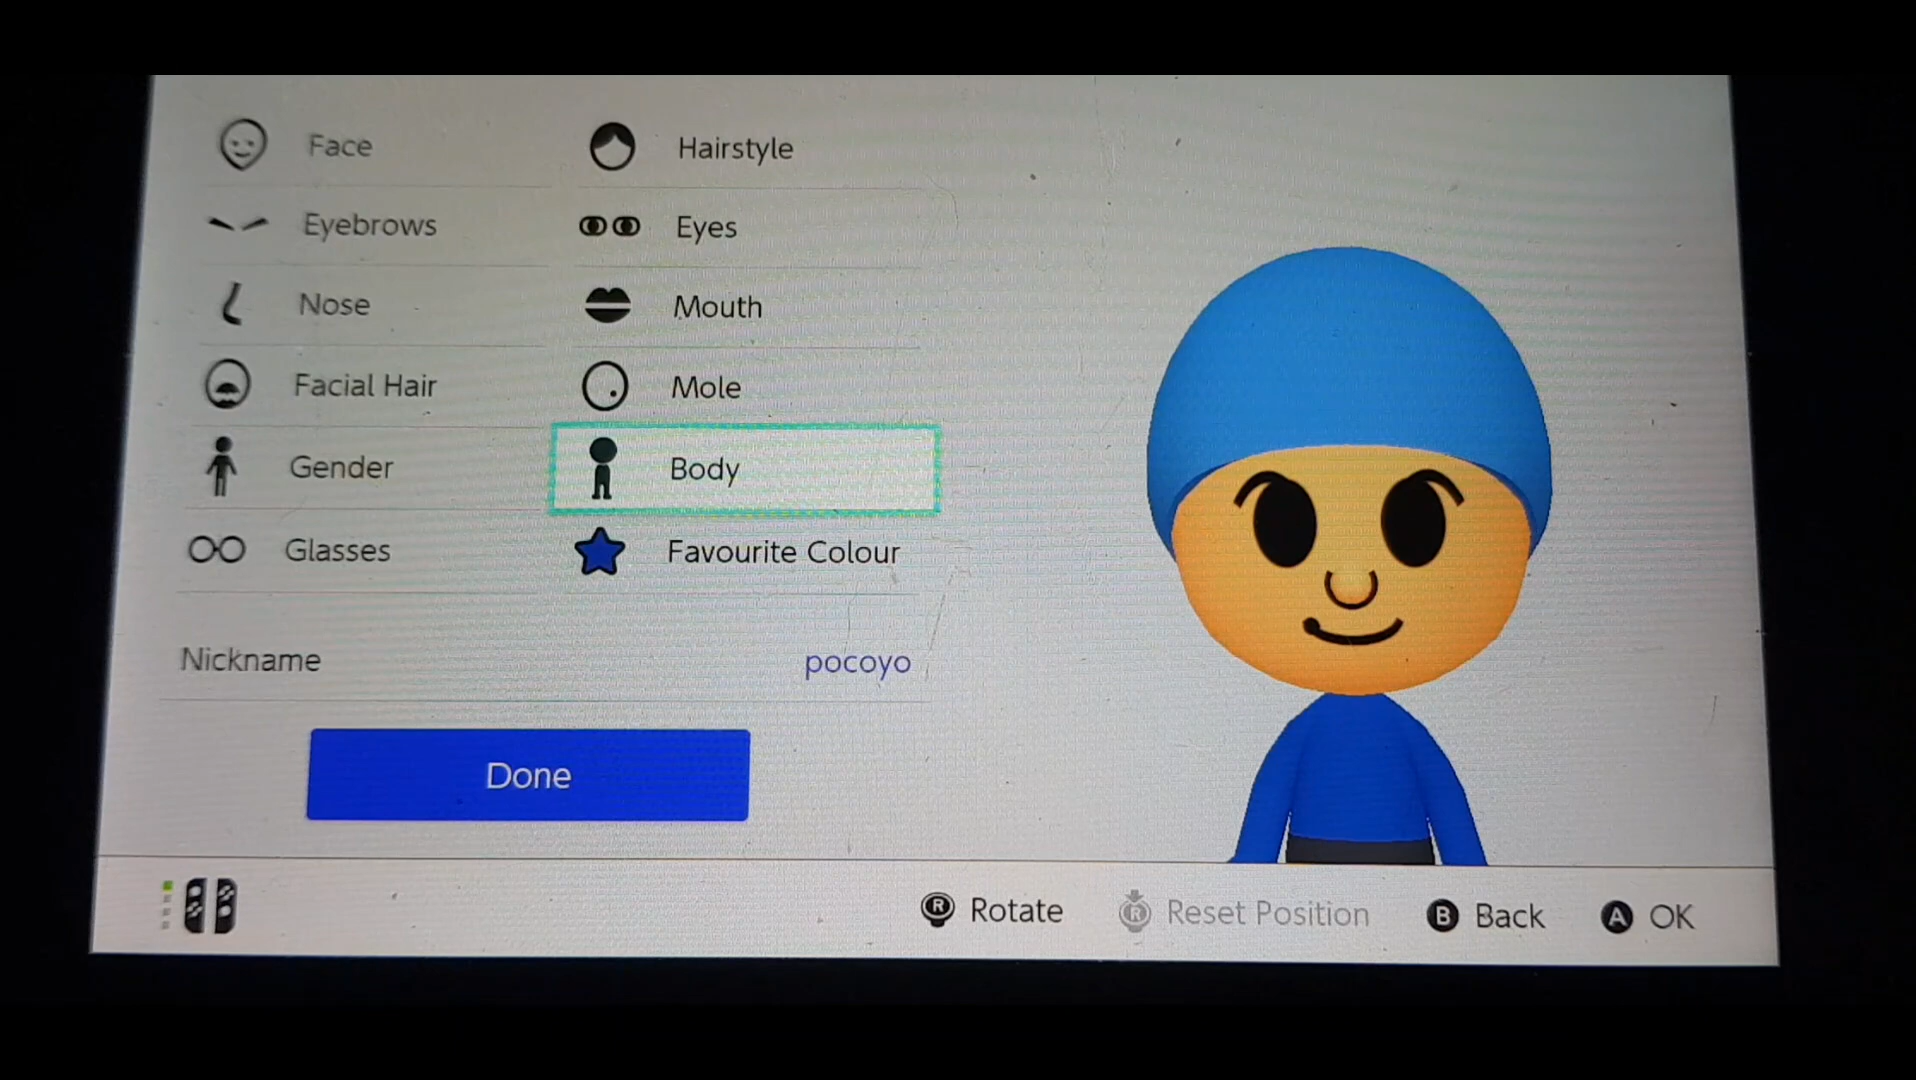 Face
Hairstyle
Eyebrows
Eyes
Nose
Mouth
Facial Hair
Mole
Gender
Body
Glasses
Favourite Colour
Nickname
pocoyo
Done
R Rotate
R Reset Position
B Back
A OK